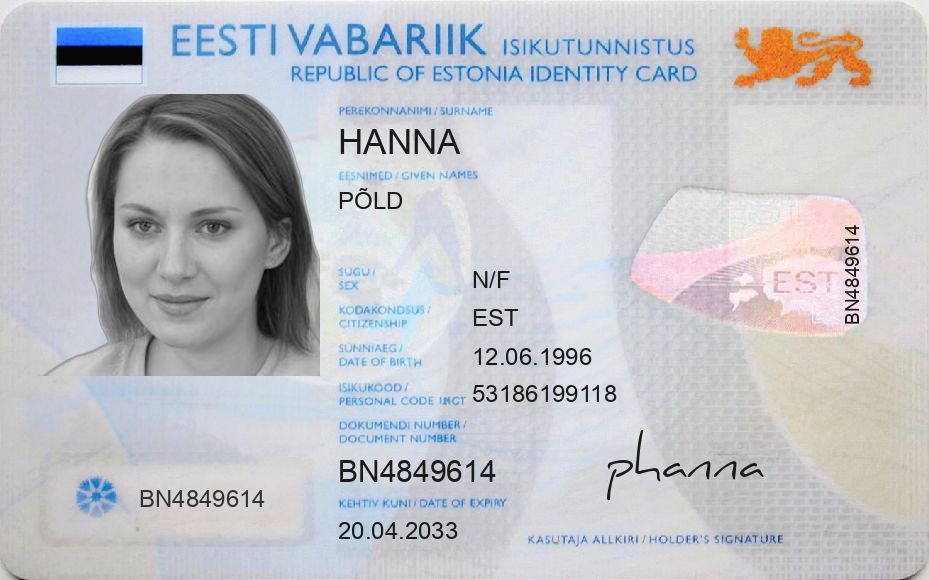 EESTI VABARIIK ISIKUTUNNISTUS
REPUBLIC OF ESTONIA IDENTITY CARD
PEREKONNANIMI / SURNAME
HANNA
EESNIMED / GIVEN NAMES
PÕLD
SUGU /
SEX
N/F
KODAKONDSUS /
CITIZENSHIP
EST
SÜNNIAEG /
DATE OF BIRTH
12.06.1996
ISIKUKOOD /
PERSONAL CODE
53186199118
DOKUMENDI NUMBER /
DOCUMENT NUMBER
BN4849614
KEHTIV KUNI / DATE OF EXPIRY
20.04.2033
BN4849614
EST
BN4849614
phanna
KASUTAJA ALLKIRI / HOLDER'S SIGNATURE